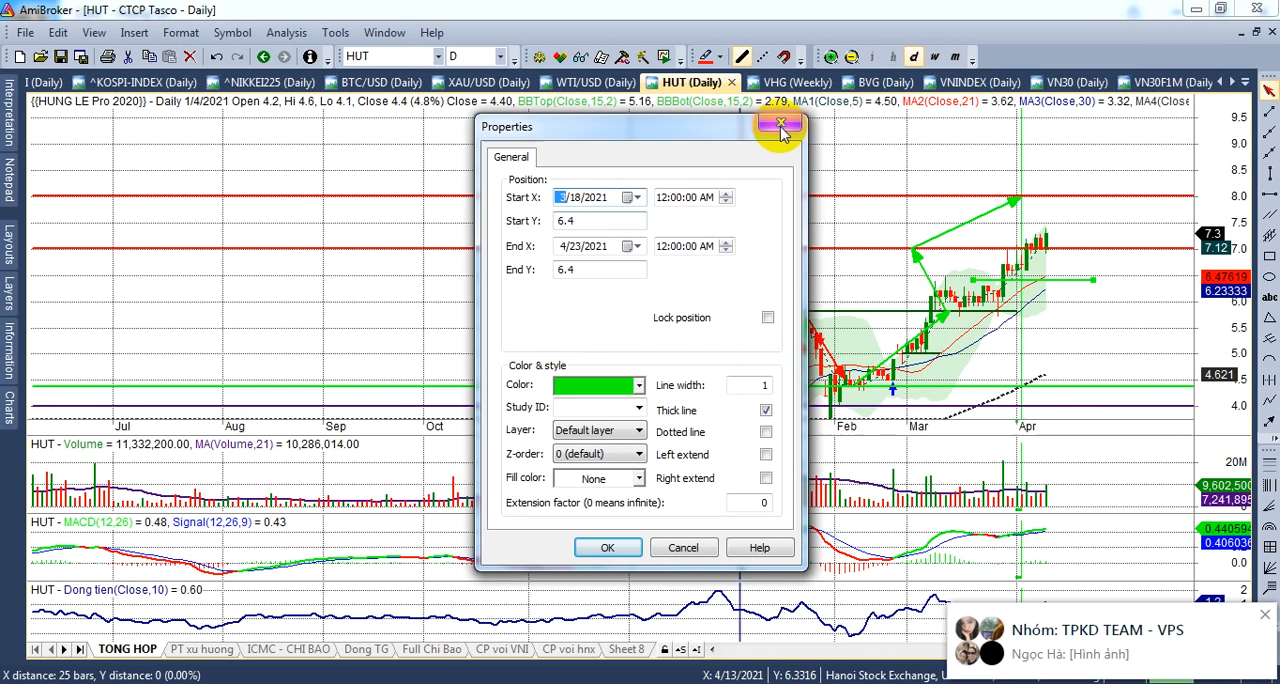 AmiBroker - [HUT - CTCP Tasco - Daily]
File Edit View Insert Format Symbol Analysis Tools Window Help
HUT D i h d w m
I (Daily) ^KOSPI-INDEX (Daily) ^NIKKEI225 (Daily) BTC/USD (Daily) XAU/USD (Daily) WTI/USD (Daily) HUT (Daily) VHG (Weekly) BVG (Daily) VNINDEX (Daily) VN30 (Daily) VN30F1M (Daily)
{{HUNG LE Pro 2020}} - Daily 1/4/2021 Open 4.2, Hi 4.6, Lo 4.1, Close 4.4 (4.8%) Close = 4.40, BBTop(Close,15,2) = 5.16, BBBot(Close,15,2) = 2.79, MA1(Close,5) = 4.50, MA2(Close,21) = 3.62, MA3(Close,30) = 3.32, MA4(Close
Interpretation
Notepad
Layouts
Layers
Information
Charts
Properties
General
Position:
Start X: 3/18/2021 12:00:00 AM
Start Y: 6.4
End X: 4/23/2021 12:00:00 AM
End Y: 6.4
Lock position
Color & style
Color: Line width: 1
Study ID: Thick line
Layer: Default layer Dotted line
Z-order: 0 (default) Left extend
Fill color: None Right extend
Extension factor (0 means infinite): 0
OK Cancel Help
9.5
9.0
8.5
8.0
7.5
7.3
7.12 7.0
6.47619
6.23333
6.0
5.5
5.0
4.621
4.5
4.0
abc
Jul Aug Sep Oct Feb Mar Apr
HUT - Volume = 11,332,200.00, MA(Volume,21) = 10,286,014.00
20M
9,602,500
7,241,895
HUT - MACD(12,26) = 0.48, Signal(12,26,9) = 0.43
0.440594
0.406036
0.0
HUT - Dong tien(Close,10) = 0.60
2
TONG HOP PT xu huong ICMC - CHI BAO Dong TG Full Chi Bao CP voi VNI CP voi hnx Sheet 8
Nhóm: TPKD TEAM - VPS
Ngọc Hà: [Hình ảnh]
X distance: 25 bars, Y distance: 0 (0.00%) X: 4/13/2021 Y: 6.3316 Hanoi Stock Exchange,